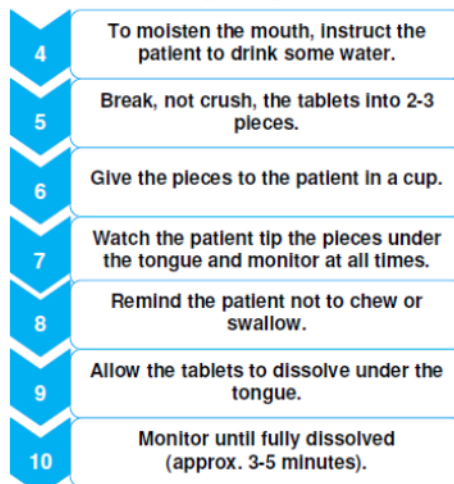 4
To moisten the mouth, instruct the
patient to drink some water.
5
Break, not crush, the tablets into 2-3
pieces.
6
Give the pieces to the patient in a cup.
7
Watch the patient tip the pieces under
the tongue and monitor at all times.
8
Remind the patient not to chew or
swallow.
9
Allow the tablets to dissolve under the
tongue.
10
Monitor until fully dissolved
(approx. 3-5 minutes).